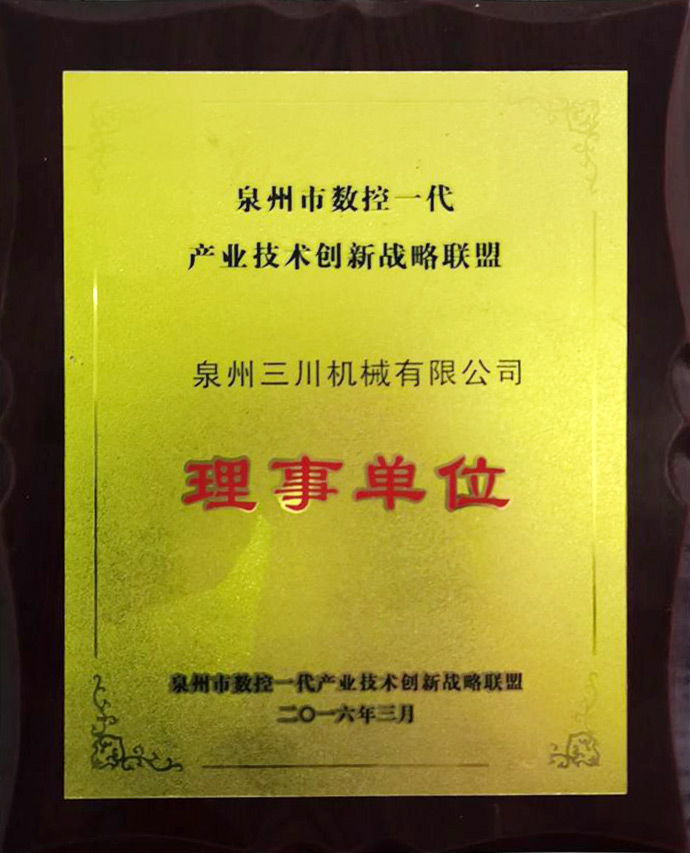 泉州市数控一代
产业技术创新战略联盟
泉州三川机械有限公司
理事单位
泉州市数控一代产业技术创新战略联盟
二〇一六年三月